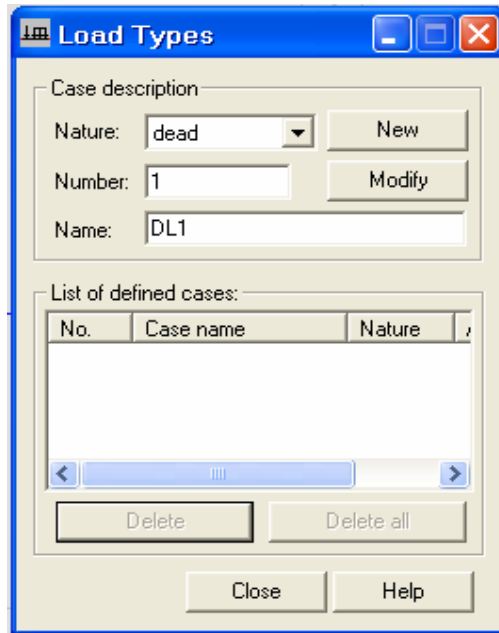 Load Types
Case description
Nature: dead New
Number: 1 Modify
Name: DL1
List of defined cases:
No. Case name Nature
Delete Delete all
Close Help